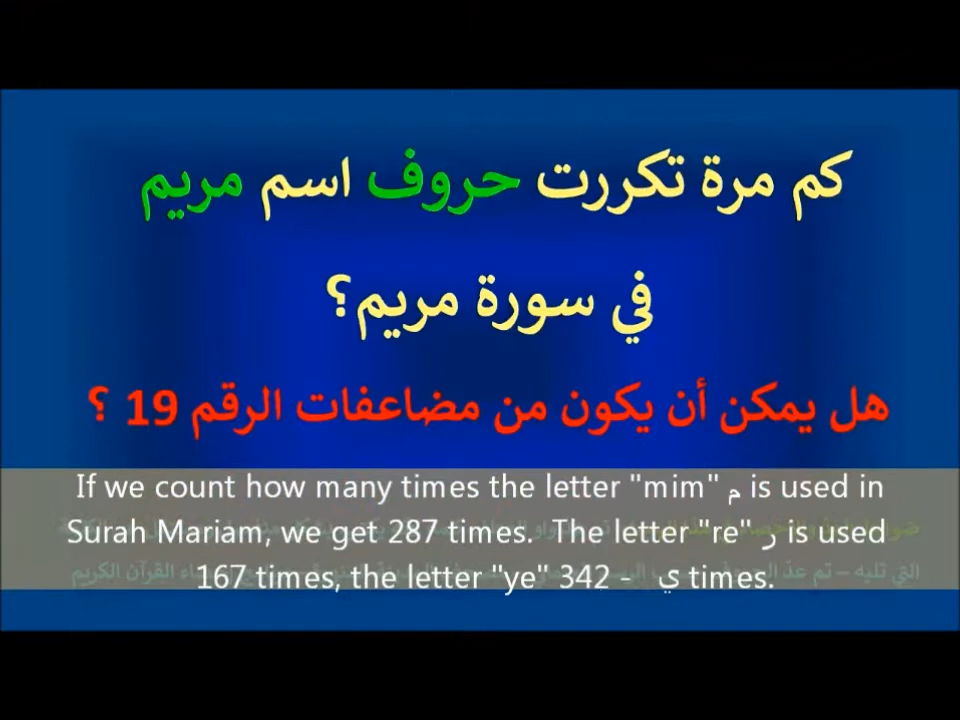 كم مرة تكررت حروف اسم مريم
في سورة مريم؟
هل يمكن أن يكون من مضاعفات الرقم 19 ؟
If we count how many times the letter "mim" م is used in
Surah Mariam, we get 287 times. The letter "re" ر is used
167 times, the letter "ye" 342 - ي times.